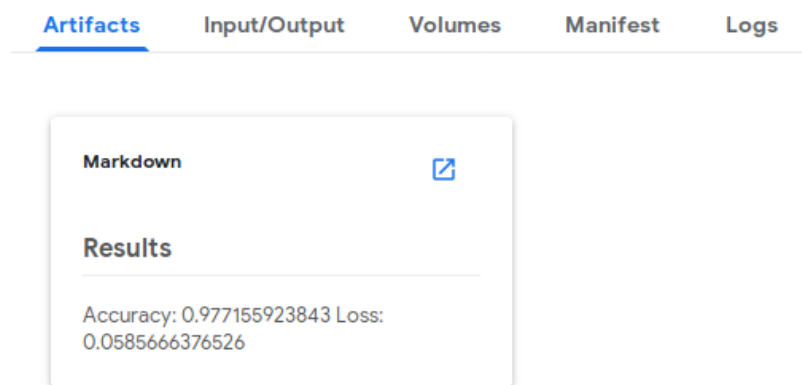 Artifacts Input/Output Volumes Manifest Logs
Markdown
Results
Accuracy: 0.977155923843 Loss:
0.0585666376526